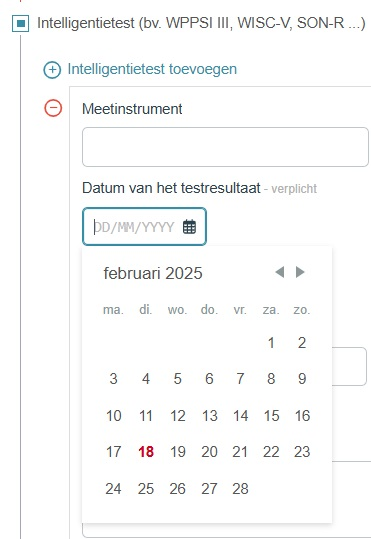 Intelligentietest (bv. WPPSI III, WISC-V, SON-R ...)
Intelligentietest toevoegen
Meetinstrument
Datum van het testresultaat - verplicht
DD/MM/YYYY
februari 2025
ma. di. wo. do. vr. za. zo.
1 2
3 4 5 6 7 8 9
10 11 12 13 14 15 16
17 18 19 20 21 22 23
24 25 26 27 28